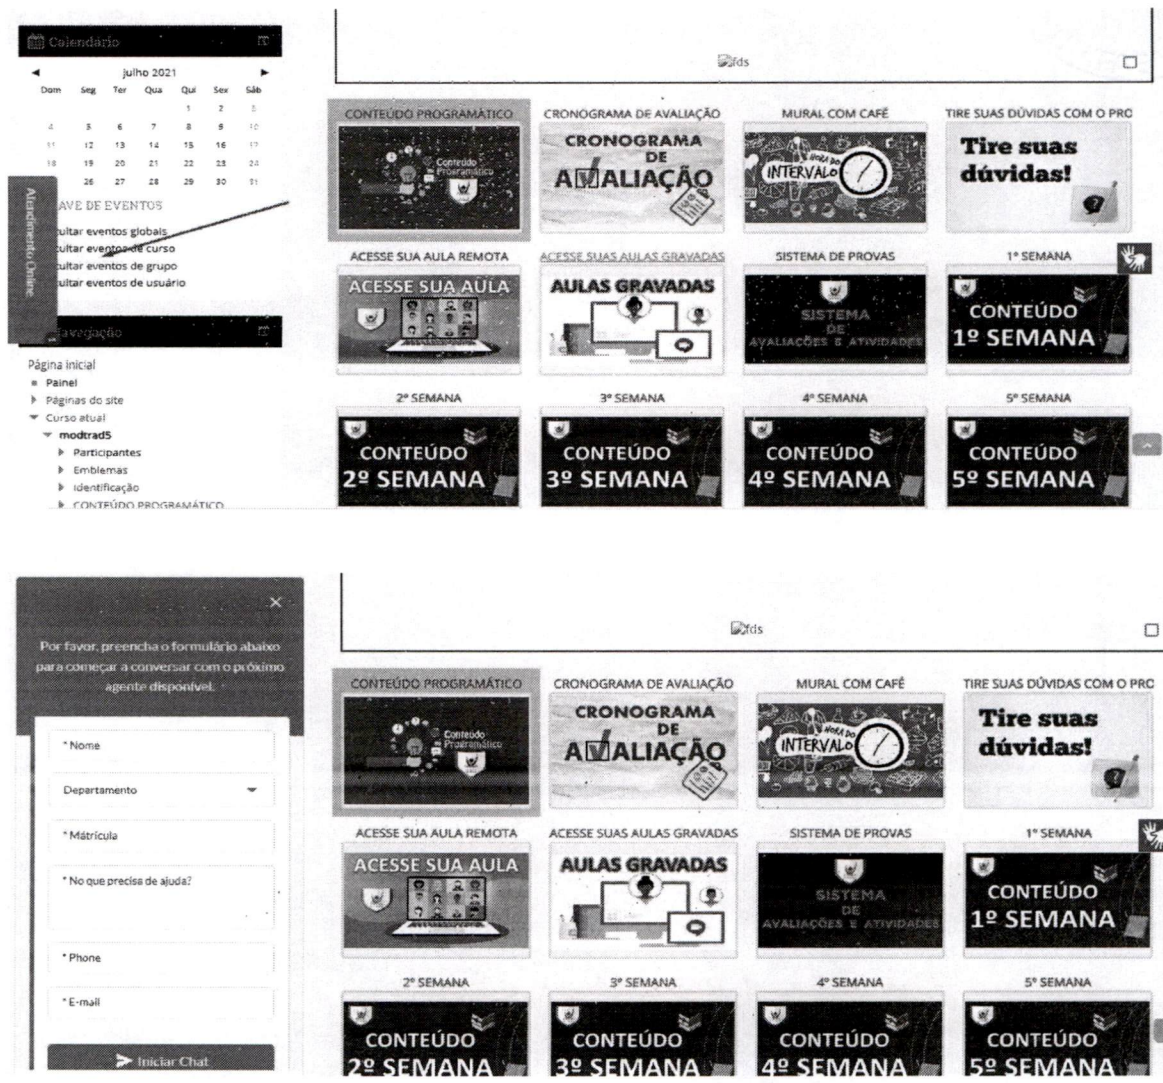 Calendário
julho 2021
Dom Seg Ter Qua Qui Sex Sáb
1 2 3
4 5 6 7 8 9 10
11 12 13 14 15 16 17
18 19 20 21 22 23 24
26 27 28 29 30 31
AVE DE EVENTOS
ultar eventos globais
ultar eventos de curso
ultar eventos de grupo
ultar eventos de usuário
Atendimento Online
avegação
Página inicial
Painel
Páginas do site
Curso atual
modtrad5
Participantes
Emblemas
Identificação
CONTEÚDO PROGRAMÁTICO
fds
CONTEÚDO PROGRAMÁTICO
Conteúdo
Programático
CRONOGRAMA DE AVALIAÇÃO
CRONOGRAMA
DE
AVALIAÇÃO
MURAL COM CAFÉ
HORA DO
INTERVALO
TIRE SUAS DÚVIDAS COM O PRO
Tire suas
dúvidas!
ACESSE SUA AULA REMOTA
ACESSE SUA AULA
ACESSE SUAS AULAS GRAVADAS
AULAS GRAVADAS
SISTEMA DE PROVAS
SISTEMA
DE
AVALIAÇÕES E ATIVIDADES
1º SEMANA
CONTEÚDO
1º SEMANA
2º SEMANA
CONTEÚDO
2º SEMANA
3º SEMANA
CONTEÚDO
3º SEMANA
4º SEMANA
CONTEÚDO
4º SEMANA
5º SEMANA
CONTEÚDO
5º SEMANA
Por favor, preencha o formulário abaixo
para começar a conversar com o próximo
agente disponível.
* Nome
Departamento
* Mátrícula
* No que precisa de ajuda?
* Phone
* E-mail
Iniciar Chat
fds
CONTEÚDO PROGRAMÁTICO
Conteúdo
Programático
CRONOGRAMA DE AVALIAÇÃO
CRONOGRAMA
DE
AVALIAÇÃO
MURAL COM CAFÉ
HORA DO
INTERVALO
TIRE SUAS DÚVIDAS COM O PRO
Tire suas
dúvidas!
ACESSE SUA AULA REMOTA
ACESSE SUA AULA
ACESSE SUAS AULAS GRAVADAS
AULAS GRAVADAS
SISTEMA DE PROVAS
SISTEMA
DE
AVALIAÇÕES E ATIVIDADES
1º SEMANA
CONTEÚDO
1º SEMANA
2º SEMANA
CONTEÚDO
2º SEMANA
3º SEMANA
CONTEÚDO
3º SEMANA
4º SEMANA
CONTEÚDO
4º SEMANA
5º SEMANA
CONTEÚDO
5º SEMANA